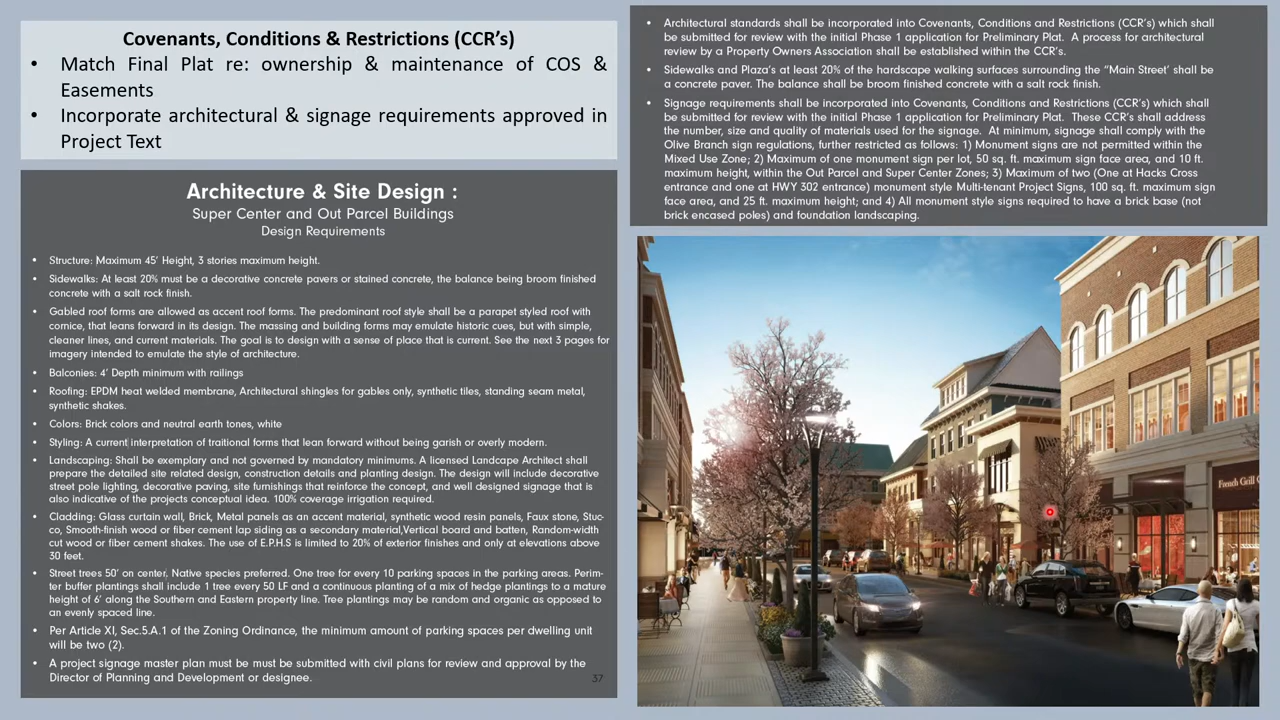 Covenants, Conditions & Restrictions (CCR's)
• Match Final Plat re: ownership & maintenance of COS &
Easements
• Incorporate architectural & signage requirements approved in
Project Text
Architecture & Site Design :
Super Center and Out Parcel Buildings
Design Requirements
• Structure: Maximum 45' Height, 3 stories maximum height.
• Sidewalks: At least 20% must be a decorative concrete pavers or stained concrete, the balance being broom finished
concrete with a salt rock finish.
• Gabled roof forms are allowed as accent roof forms. The predominant roof style shall be a parapet styled roof with
cornice, that leans forward in its design. The massing and building forms may emulate historic cues, but with simple,
cleaner lines, and current materials. The goal is to design with a sense of place that is current. See the next 3 pages for
imagery intended to emulate the style of architecture.
• Balconies: 4' Depth minimum with railings
• Roofing: EPDM heat welded membrane, Architectural shingles for gables only, synthetic tiles, standing seam metal,
synthetic shakes.
• Colors: Brick colors and neutral earth tones, white
• Styling: A current interpretation of traitional forms that lean forward without being garish or overly modern.
• Landscaping: Shall be exemplary and not governed by mandatory minimums. A licensed Landcape Architect shall
prepare the detailed site related design, construction details and planting design. The design will include decorative
street pole lighting, decorative paving, site furnishings that reinforce the concept, and well designed signage that is
also indicative of the projects conceptual idea. 100% coverage irrigation required.
• Cladding: Glass curtain wall, Brick, Metal panels as an accent material, synthetic wood resin panels, Faux stone, Stuc-
co, Smooth-finish wood or fiber cement lap siding as a secondary material,Vertical board and batten, Random-width
cut wood or fiber cement shakes. The use of E.P.H.S is limited to 20% of exterior finishes and only at elevations above
30 feet.
• Street trees 50' on center. Native species preferred. One tree for every 10 parking spaces in the parking areas. Perim-
ter buffer plantings shall include 1 tree every 50 LF and a continuous planting of a mix of hedge plantings to a mature
height of 6' along the Southern and Eastern property line. Tree plantings may be random and organic as opposed to
an evenly spaced line.
• Per Article XI, Sec.5.A.1 of the Zoning Ordinance, the minimum amount of parking spaces per dwelling unit
will be two (2).
• A project signage master plan must be must be submitted with civil plans for review and approval by the
Director of Planning and Development or designee.
37
• Architectural standards shall be incorporated into Covenants, Conditions and Restrictions (CCR's) which shall
be submitted for review with the initial Phase 1 application for Preliminary Plat. A process for architectural
review by a Property Owners Association shall be established within the CCR's.
• Sidewalks and Plaza's at least 20% of the hardscape walking surfaces surrounding the "Main Street' shall be
a concrete paver. The balance shall be broom finished concrete with a salt rock finish.
• Signage requirements shall be incorporated into Covenants, Conditions and Restrictions (CCR's) which shall
be submitted for review with the initial Phase 1 application for Preliminary Plat. These CCR's shall address
the number, size and quality of materials used for the signage. At minimum, signage shall comply with the
Olive Branch sign regulations, further restricted as follows: 1) Monument signs are not permitted within the
Mixed Use Zone; 2) Maximum of one monument sign per lot, 50 sq. ft. maximum sign face area, and 10 ft.
maximum height, within the Out Parcel and Super Center Zones; 3) Maximum of two (One at Hacks Cross
entrance and one at HWY 302 entrance) monument style Multi-tenant Project Signs, 100 sq. ft. maximum sign
face area, and 25 ft. maximum height; and 4) All monument style signs required to have a brick base (not
brick encased poles) and foundation landscaping.
French Grill